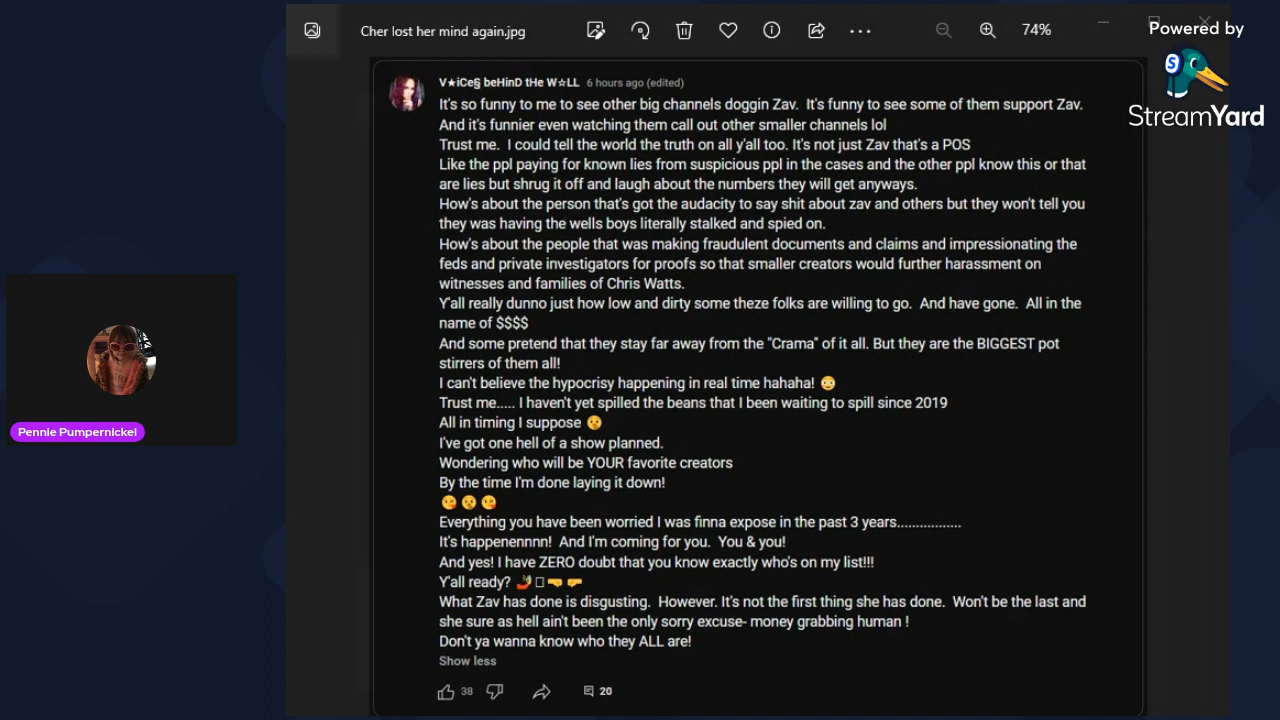 Cher lost her mind again.jpg
74%
Powered by
StreamYard
V★iCe§ beHinD tHe W☆LL 6 hours ago (edited)
It's so funny to me to see other big channels doggin Zav.  It's funny to see some of them support Zav.
And it's funnier even watching them call out other smaller channels lol
Trust me.  I could tell the world the truth on all y'all too. It's not just Zav that's a POS
Like the ppl paying for known lies from suspicious ppl in the cases and the other ppl know this or that
are lies but shrug it off and laugh about the numbers they will get anyways.
How's about the person that's got the audacity to say shit about zav and others but they won't tell you
they was having the wells boys literally stalked and spied on.
How's about the people that was making fraudulent documents and claims and impressionating the
feds and private investigators for proofs so that smaller creators would further harassment on
witnesses and families of Chris Watts.
Y'all really dunno just how low and dirty some theze folks are willing to go.  And have gone.  All in the
name of $$$$
And some pretend that they stay far away from the "Crama" of it all. But they are the BIGGEST pot
stirrers of them all!
I can't believe the hypocrisy happening in real time hahaha! 😳
Trust me..... I haven't yet spilled the beans that I been waiting to spill since 2019
All in timing I suppose 🤫
I've got one hell of a show planned.
Wondering who will be YOUR favorite creators
By the time I'm done laying it down!
😘 🤫 😘
Everything you have been worried I was finna expose in the past 3 years.................
It's happenennnn!  And I'm coming for you.  You & you!
And yes! I have ZERO doubt that you know exactly who's on my list!!!
Y'all ready?
What Zav has done is disgusting.  However. It's not the first thing she has done.  Won't be the last and
she sure as hell ain't been the only sorry excuse- money grabbing human !
Don't ya wanna know who they ALL are!
Show less
38
20
Pennie Pumpernickel